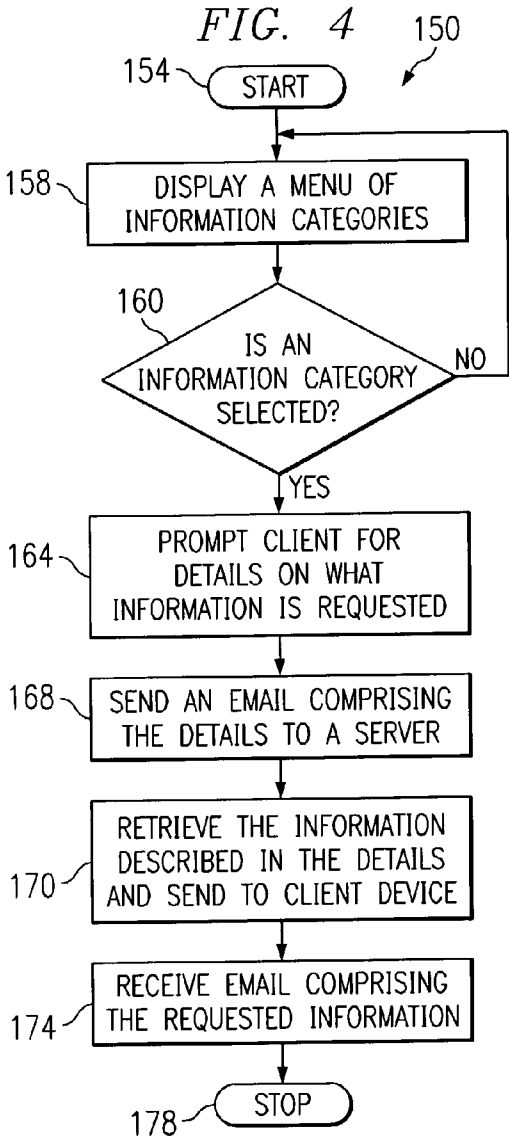 FIG. 4
150
154
START
158
DISPLAY A MENU OF
INFORMATION CATEGORIES
160
IS AN
INFORMATION CATEGORY
SELECTED?
NO
YES
164
PROMPT CLIENT FOR
DETAILS ON WHAT
INFORMATION IS REQUESTED
168
SEND AN EMAIL COMPRISING
THE DETAILS TO A SERVER
170
RETRIEVE THE INFORMATION
DESCRIBED IN THE DETAILS
AND SEND TO CLIENT DEVICE
174
RECEIVE EMAIL COMPRISING
THE REQUESTED INFORMATION
178
STOP